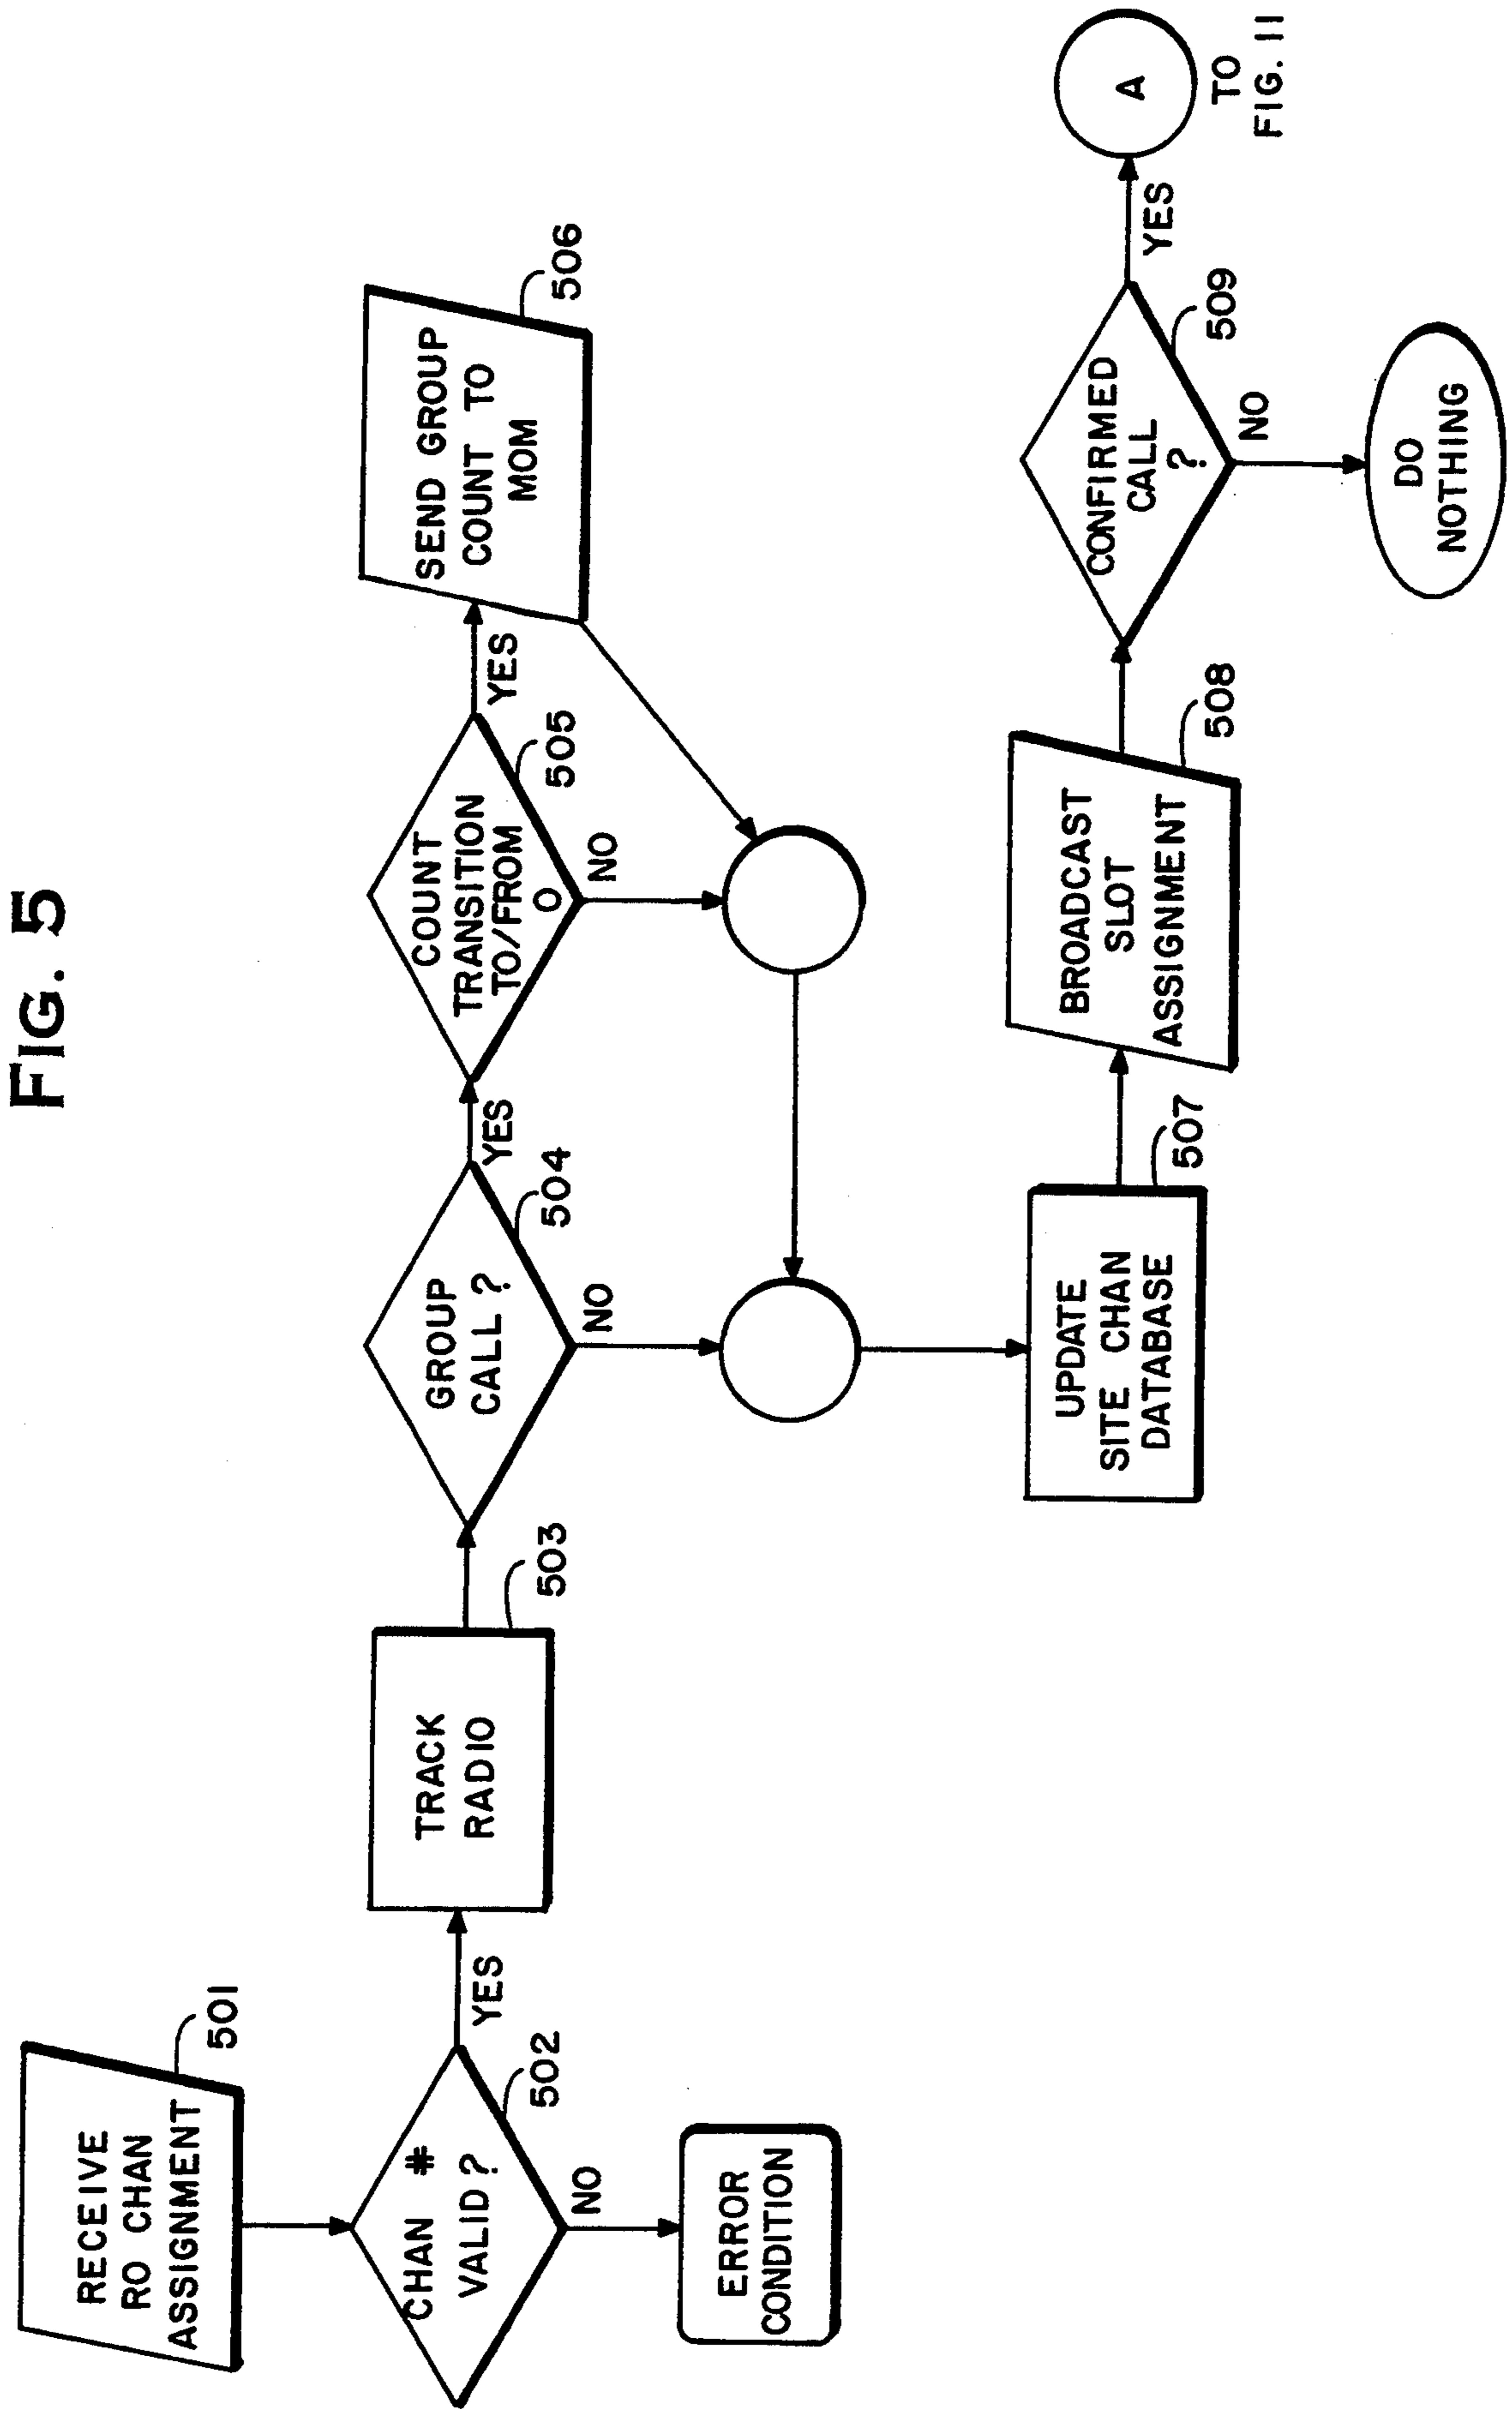 FIG. 5
RECEIVE
RO CHAN
ASSIGNMENT
501
CHAN #
VALID?
502
YES
NO
ERROR
CONDITION
TRACK
RADIO
503
GROUP
CALL?
504
YES
NO
COUNT
TRANSITION
TO/FROM
0
505
YES
NO
SEND GROUP
COUNT TO
MOM
506
UPDATE
SITE CHAN
DATABASE
507
BROADCAST
SLOT
ASSIGNMENT
508
CONFIRMED
CALL
?
509
YES
NO
DO
NOTHING
A
TO
FIG. 11